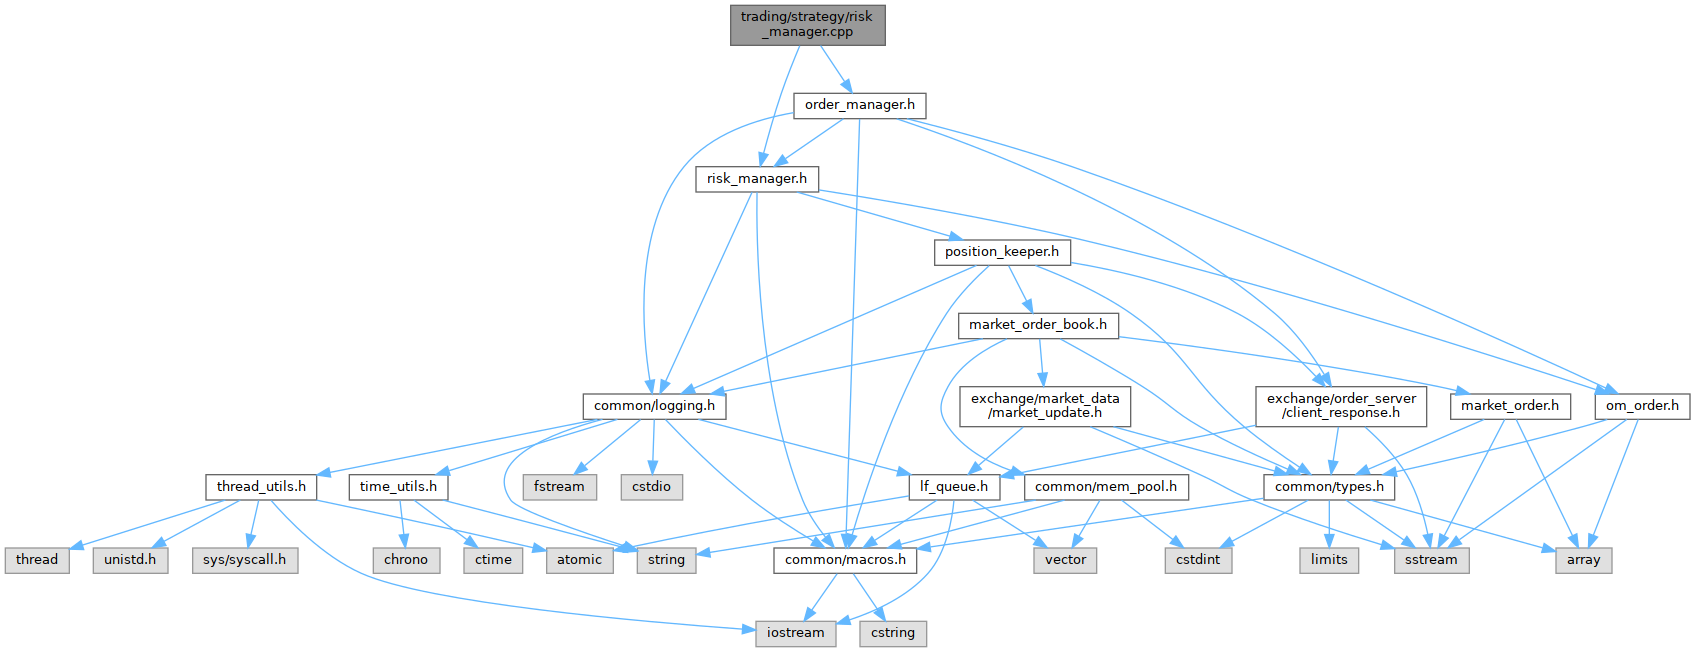 trading/strategy/risk
_manager.cpp
order_manager.h
risk_manager.h
position_keeper.h
market_order_book.h
exchange/market_data
/market_update.h
exchange/order_server
/client_response.h
common/logging.h
market_order.h
om_order.h
thread_utils.h
time_utils.h
fstream
cstdio
lf_queue.h
common/mem_pool.h
common/types.h
thread
unistd.h
sys/syscall.h
chrono
ctime
atomic
string
common/macros.h
vector
cstdint
limits
sstream
array
iostream
cstring